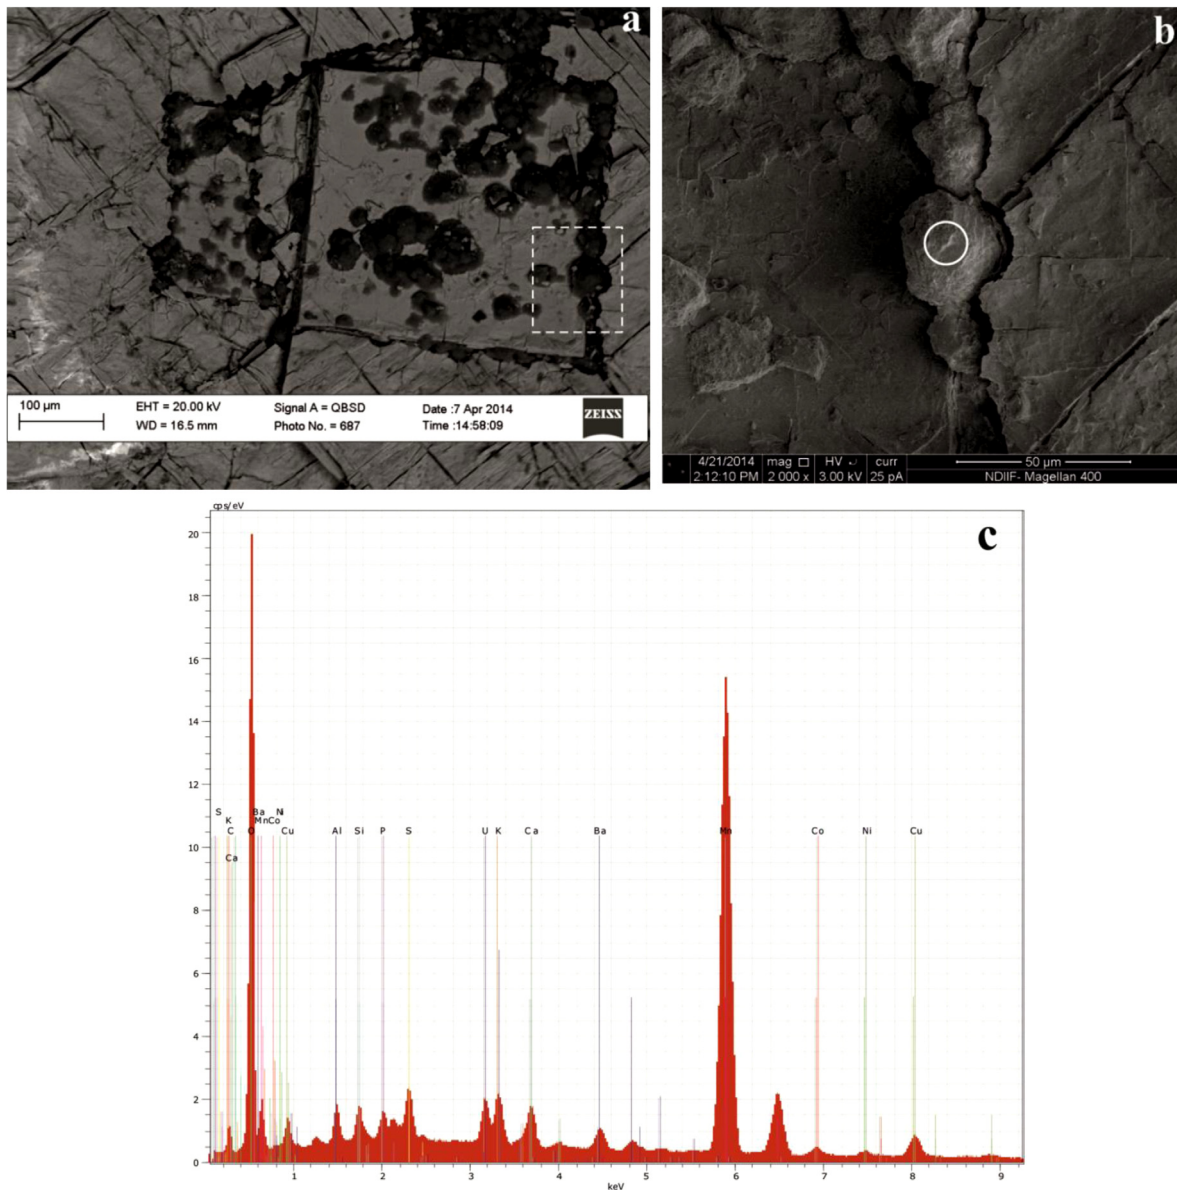 a
100 µm
EHT = 20.00 kV
Signal A = QBSD
Date :7 Apr 2014
WD = 16.5 mm
Photo No. = 687
Time :14:58:09
ZEISS
b
4/21/2014 mag HV curr 50 µm
2:12:10 PM 2 000 x 3.00 kV 25 pA NDIIF- Magellan 400
c
cps/eV
20
18
16
14
12
10
8
6
4
2
0
S Ba Ni
K Mn Co
C O Cu Al Si P S U K Ca Ba Mn Co Ni Cu
Ca
1 2 3 4 5 6 7 8 9
keV